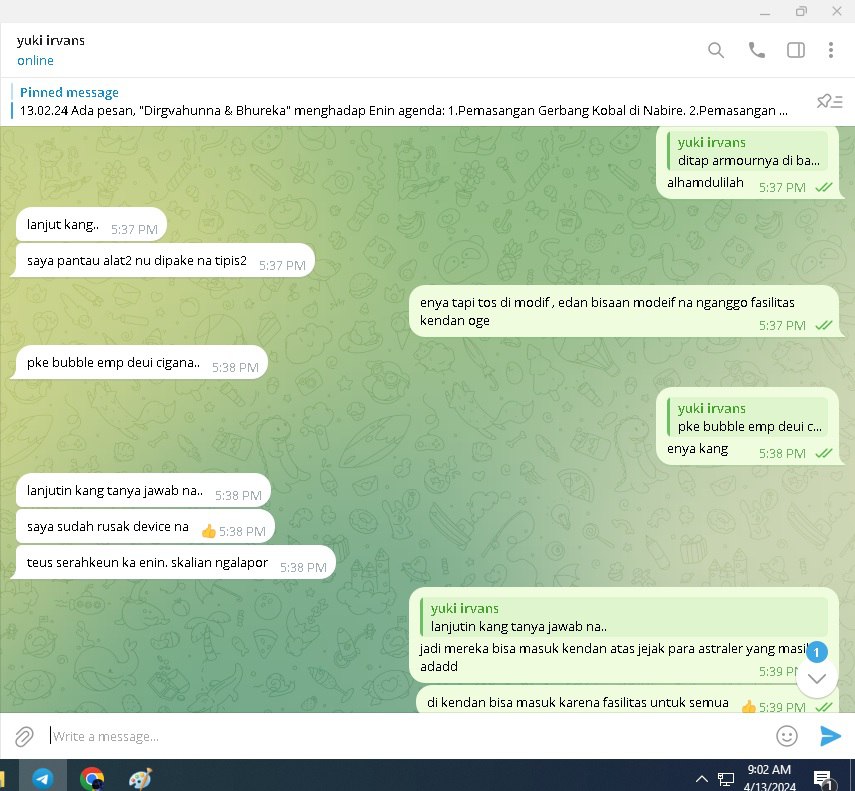 yuki irvans
online
Pinned message
13.02.24 Ada pesan, "Dirgvahunna & Bhureka" menghadap Enin agenda: 1.Pemasangan Gerbang Kobal di Nabire. 2.Pemasangan ...
yuki irvans
ditap armournya di ba...
alhamdulilah 5:37 PM
lanjut kang.. 5:37 PM
saya pantau alat2 nu dipake na tipis2 5:37 PM
enya tapi tos di modif , edan bisaan modeif na nganggo fasilitas
kendan oge 5:37 PM
pke bubble emp deui cigana.. 5:38 PM
yuki irvans
pke bubble emp deui c...
enya kang 5:38 PM
lanjutin kang tanya jawab na.. 5:38 PM
saya sudah rusak device na 👍 5:38 PM
teus serahkeun ka enin. skalian ngalapor 5:38 PM
yuki irvans
lanjutin kang tanya jawab na..
jadi mereka bisa masuk kendan atas jejak para astraler yang masi
adadd 5:39 PM
1
di kendan bisa masuk karena fasilitas untuk semua 👍 5:39 PM
Write a message...
9:02 AM
4/13/2024
1